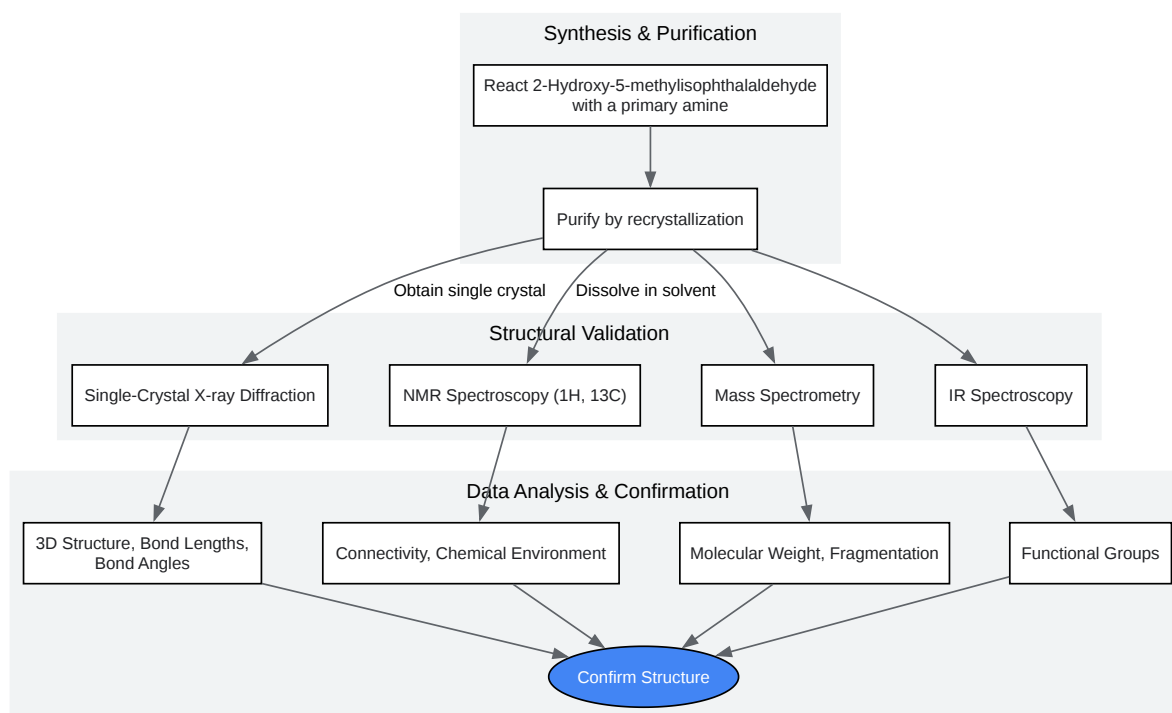 Synthesis & Purification
React 2-Hydroxy-5-methylisophthalaldehyde
with a primary amine
Purify by recrystallization
Obtain single crystal
Dissolve in solvent
Structural Validation
Single-Crystal X-ray Diffraction
NMR Spectroscopy (1H, 13C)
Mass Spectrometry
IR Spectroscopy
Data Analysis & Confirmation
3D Structure, Bond Lengths,
Bond Angles
Connectivity, Chemical Environment
Molecular Weight, Fragmentation
Functional Groups
Confirm Structure